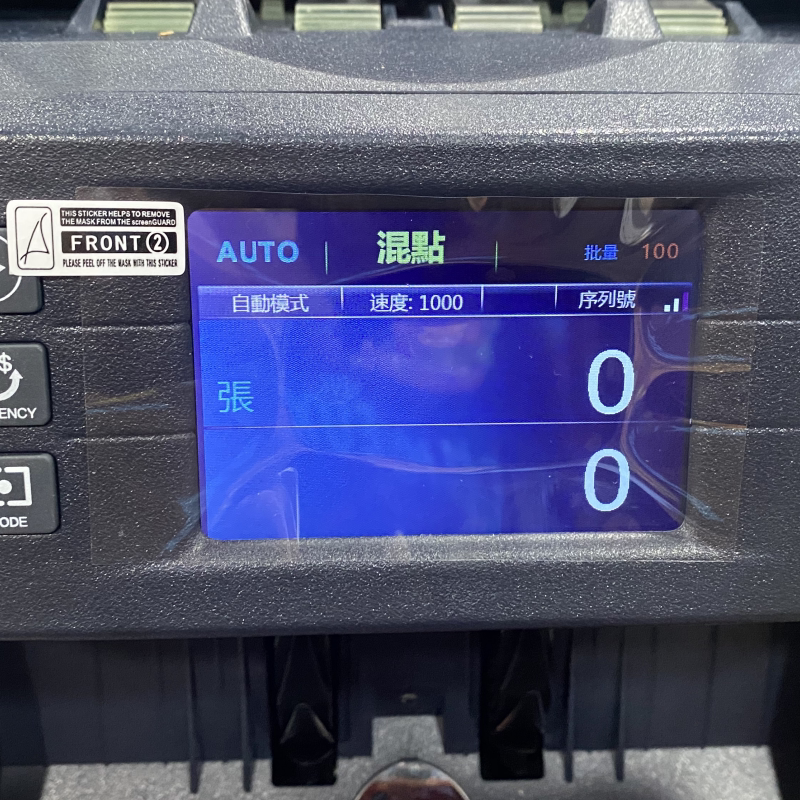 THIS STICKER HELPS TO REMOVE
THE MASK FROM THE screenGUARD
FRONT 2
PLEASE PEEL OFF THE MASK WITH THIS STICKER
AUTO 混點 批量 100
自動模式 速度: 1000 序列號
張 0
0
$
ENCY
ODE